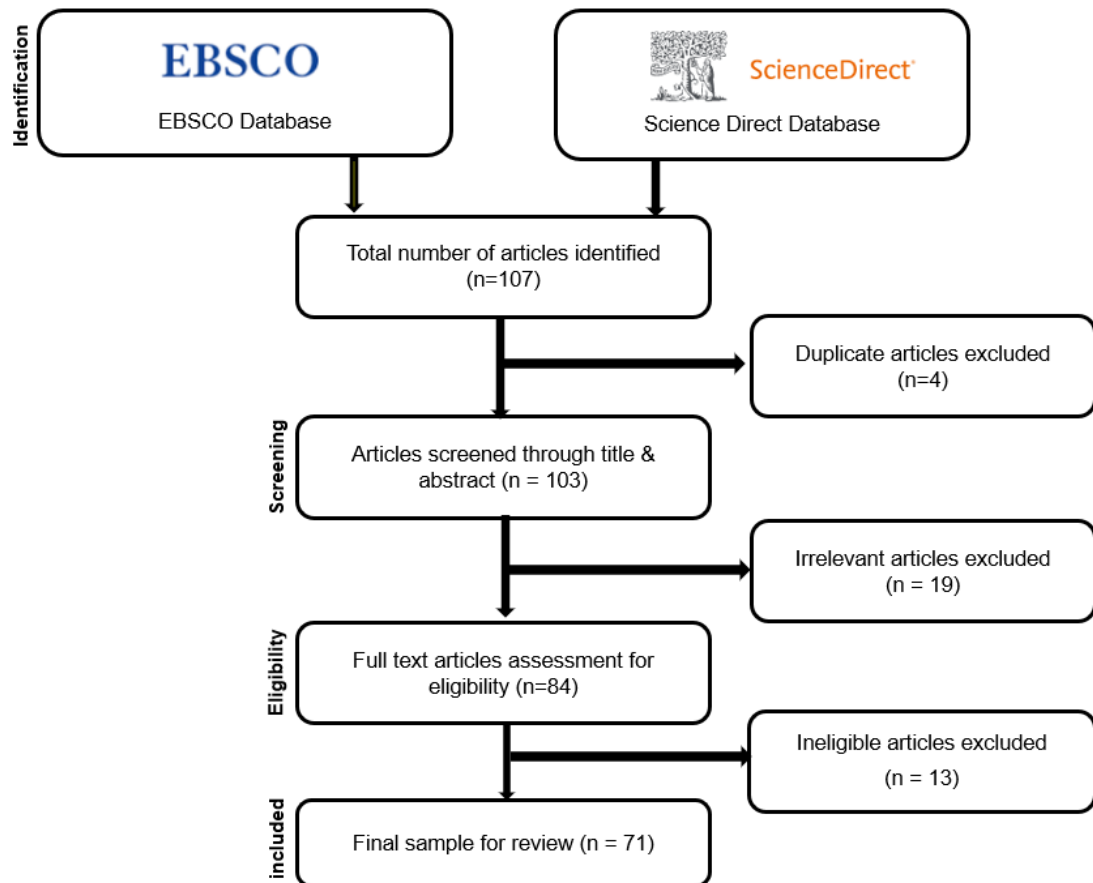 Identification
EBSCO
EBSCO Database
ScienceDirect
Science Direct Database
Total number of articles identified
(n=107)
Duplicate articles excluded
(n=4)
Screening
Articles screened through title &
abstract (n = 103)
Irrelevant articles excluded
(n = 19)
Eligibility
Full text articles assessment for
eligibility (n=84)
Ineligible articles excluded
(n = 13)
included
Final sample for review (n = 71)